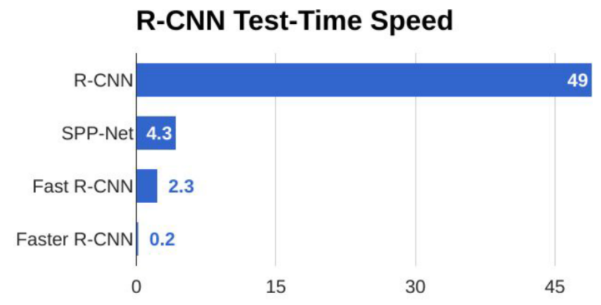 R-CNN Test-Time Speed
R-CNN 49
SPP-Net 4.3
Fast R-CNN 2.3
Faster R-CNN 0.2
0 15 30 45